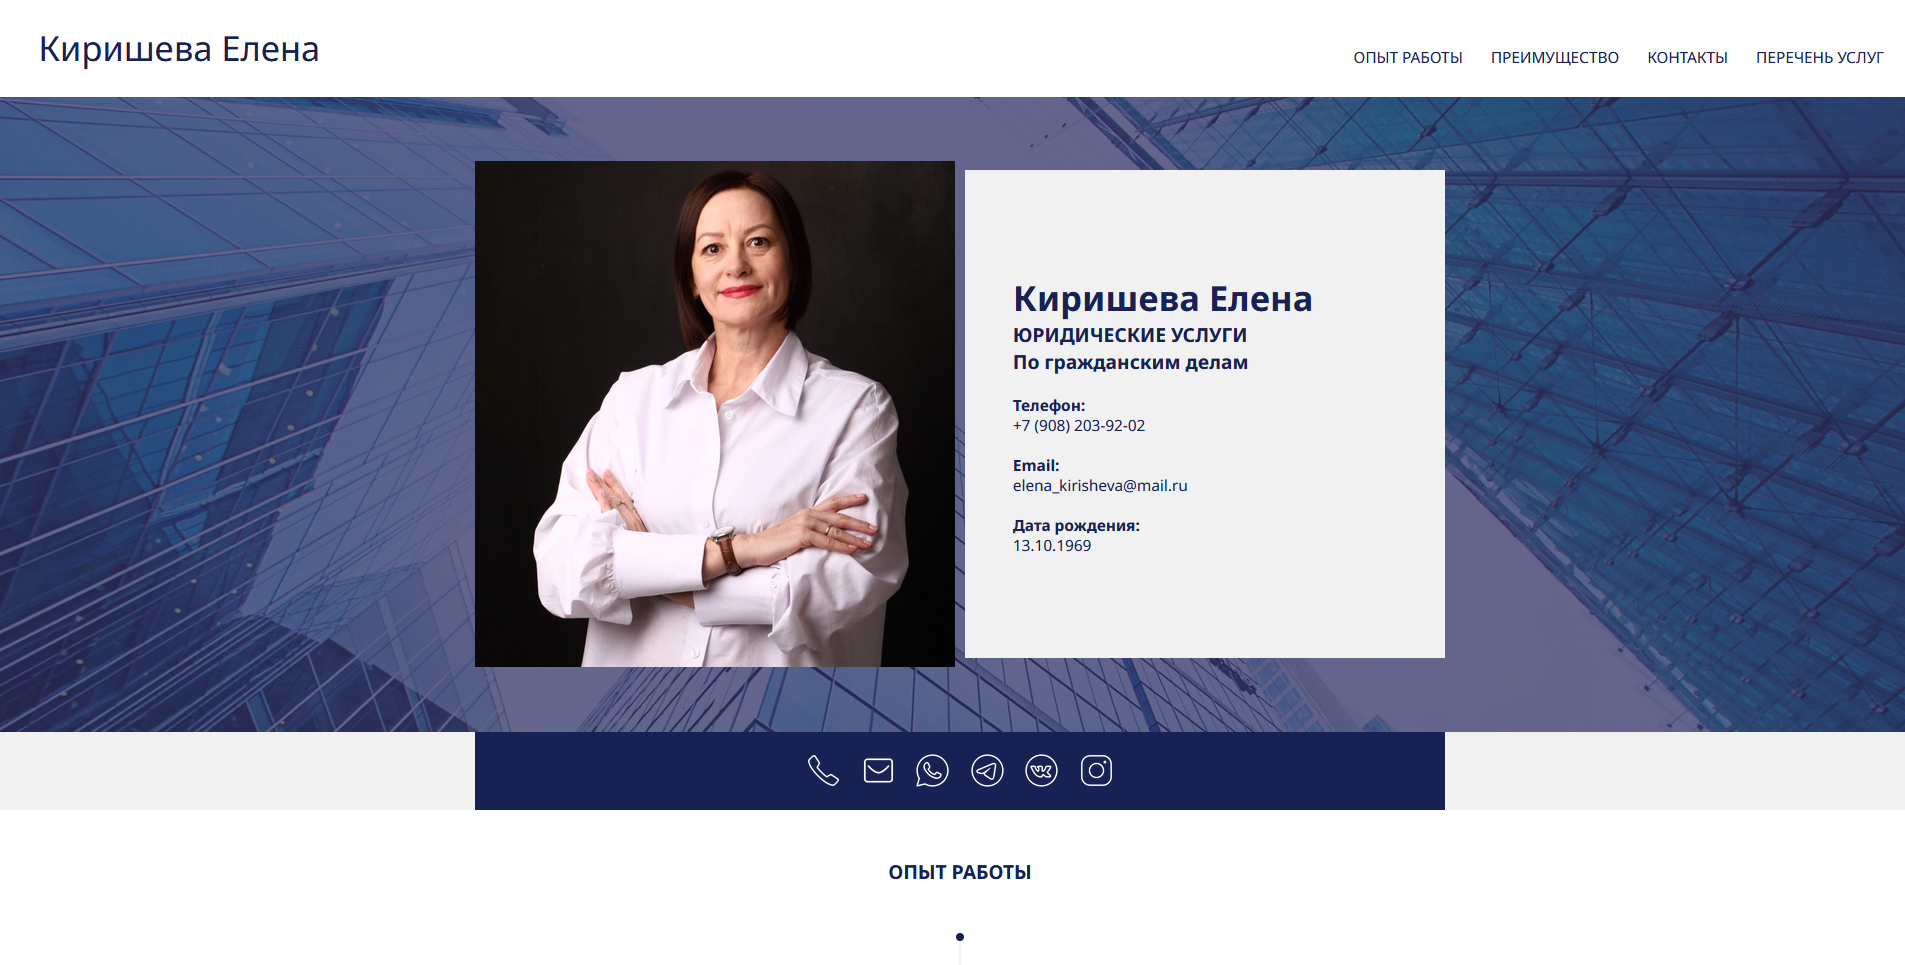 Киришева Елена
ОПЫТ РАБОТЫ ПРЕИМУЩЕСТВО КОНТАКТЫ ПЕРЕЧЕНЬ УСЛУГ
Киришева Елена
ЮРИДИЧЕСКИЕ УСЛУГИ
По гражданским делам
Телефон:
+7 (908) 203-92-02
Email:
elena_kirisheva@mail.ru
Дата рождения:
13.10.1969
ОПЫТ РАБОТЫ